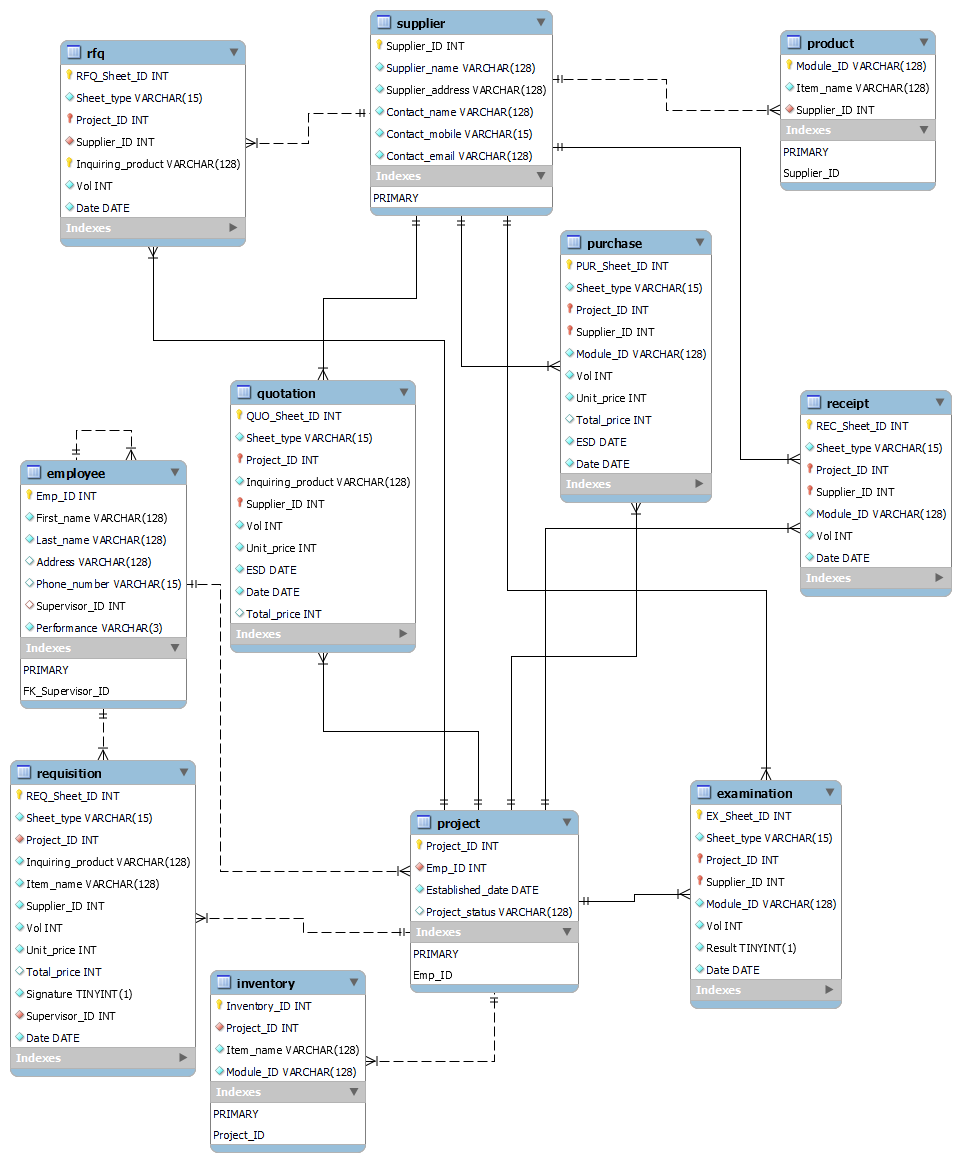 supplier
Supplier_ID INT
Supplier_name VARCHAR(128)
Supplier_address VARCHAR(128)
Contact_name VARCHAR(128)
Contact_mobile VARCHAR(15)
Contact_email VARCHAR(128)
Indexes
PRIMARY
rfq
RFQ_Sheet_ID INT
Sheet_type VARCHAR(15)
Project_ID INT
Supplier_ID INT
Inquiring_product VARCHAR(128)
Vol INT
Date DATE
Indexes
product
Module_ID VARCHAR(128)
Item_name VARCHAR(128)
Supplier_ID INT
Indexes
PRIMARY
Supplier_ID
purchase
PUR_Sheet_ID INT
Sheet_type VARCHAR(15)
Project_ID INT
Supplier_ID INT
Module_ID VARCHAR(128)
Vol INT
Unit_price INT
Total_price INT
ESD DATE
Date DATE
Indexes
quotation
QUO_Sheet_ID INT
Sheet_type VARCHAR(15)
Project_ID INT
Inquiring_product VARCHAR(128)
Supplier_ID INT
Vol INT
Unit_price INT
ESD DATE
Date DATE
Total_price INT
Indexes
receipt
REC_Sheet_ID INT
Sheet_type VARCHAR(15)
Project_ID INT
Supplier_ID INT
Module_ID VARCHAR(128)
Vol INT
Date DATE
Indexes
employee
Emp_ID INT
First_name VARCHAR(128)
Last_name VARCHAR(128)
Address VARCHAR(128)
Phone_number VARCHAR(15)
Supervisor_ID INT
Performance VARCHAR(3)
Indexes
PRIMARY
FK_Supervisor_ID
requisition
REQ_Sheet_ID INT
Sheet_type VARCHAR(15)
Project_ID INT
Inquiring_product VARCHAR(128)
Item_name VARCHAR(128)
Supplier_ID INT
Vol INT
Unit_price INT
Total_price INT
Signature TINYINT(1)
Supervisor_ID INT
Date DATE
Indexes
project
Project_ID INT
Emp_ID INT
Established_date DATE
Project_status VARCHAR(128)
Indexes
PRIMARY
Emp_ID
examination
EX_Sheet_ID INT
Sheet_type VARCHAR(15)
Project_ID INT
Supplier_ID INT
Module_ID VARCHAR(128)
Vol INT
Result TINYINT(1)
Date DATE
Indexes
inventory
Inventory_ID INT
Project_ID INT
Item_name VARCHAR(128)
Module_ID VARCHAR(128)
Indexes
PRIMARY
Project_ID